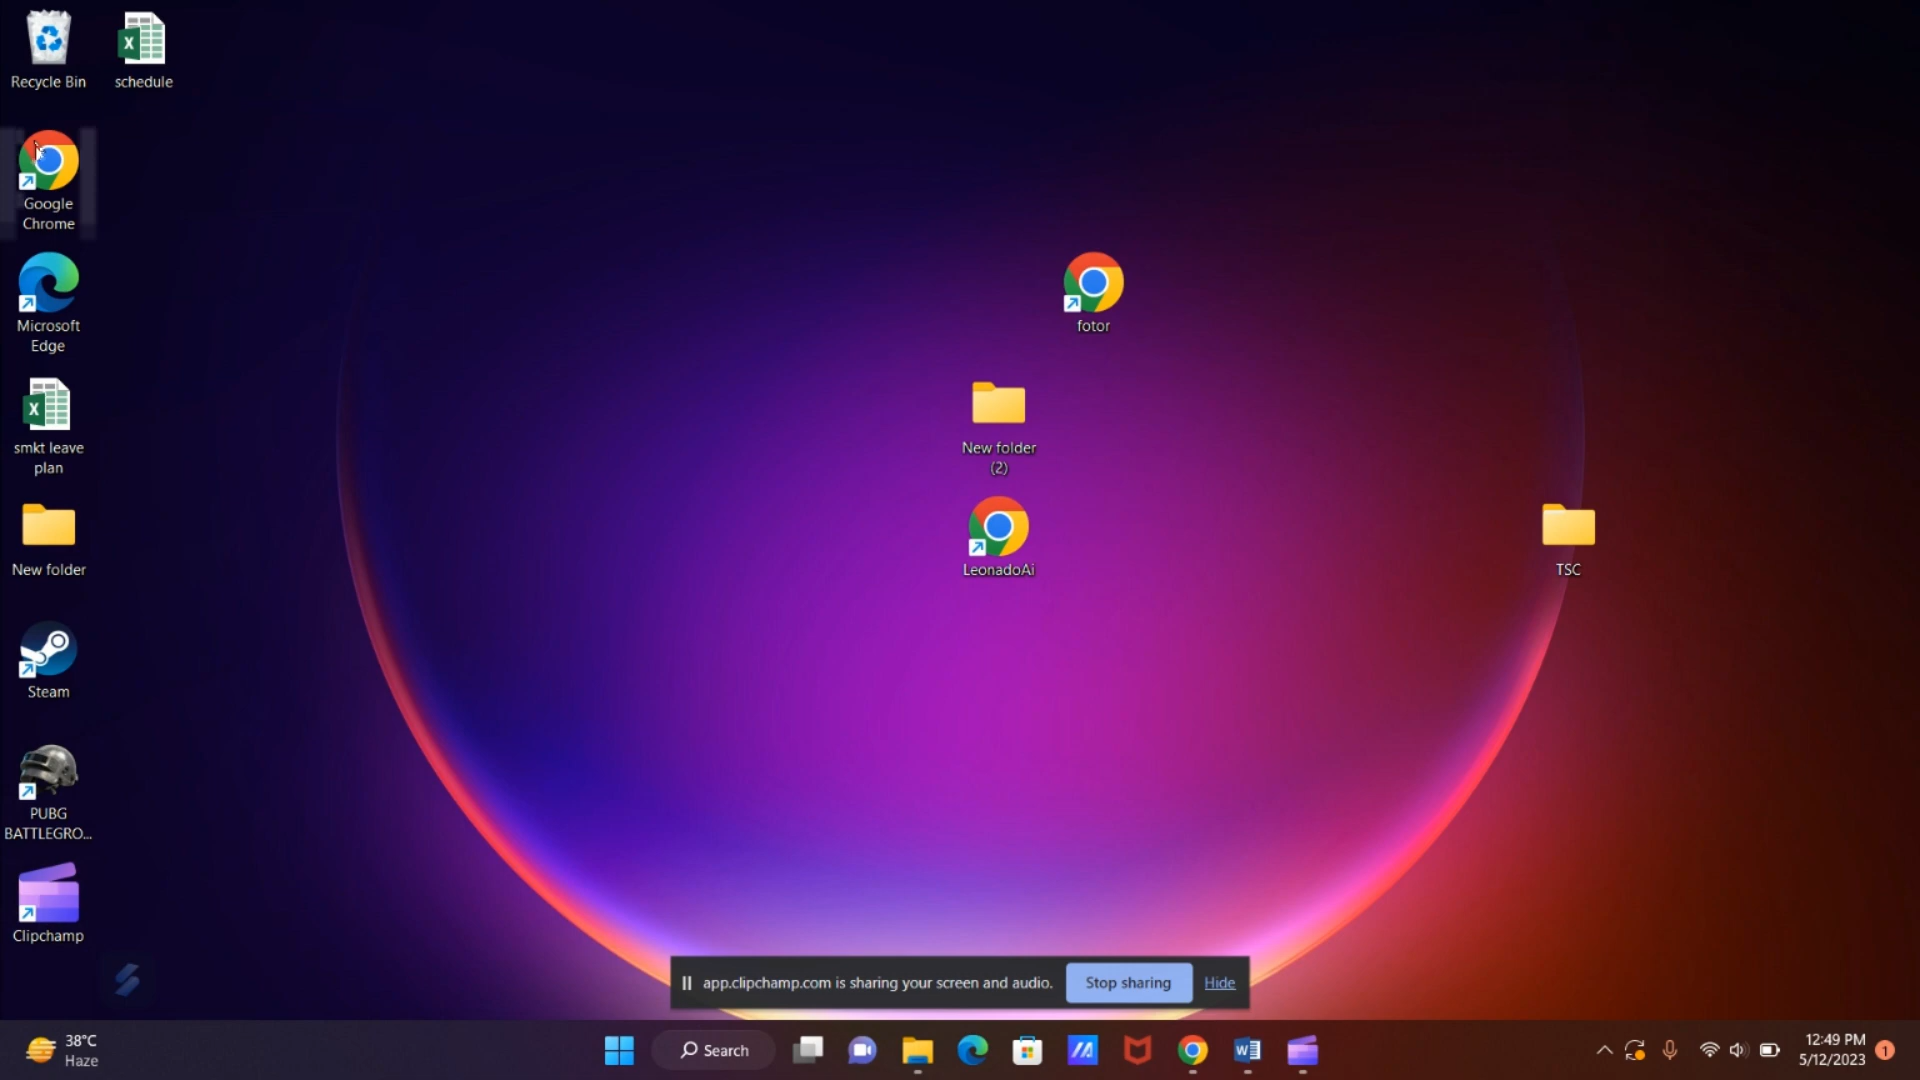 Recycle Bin
schedule
Google
Chrome
Microsoft
Edge
smkt leave
plan
New folder
Steam
PUBG
BATTLEGRO...
Clipchamp
fotor
New folder
(2)
LeonadoAi
TSC
app.clipchamp.com is sharing your screen and audio.
Stop sharing
Hide
38°C
Haze
Search
12:49 PM
5/12/2023
1